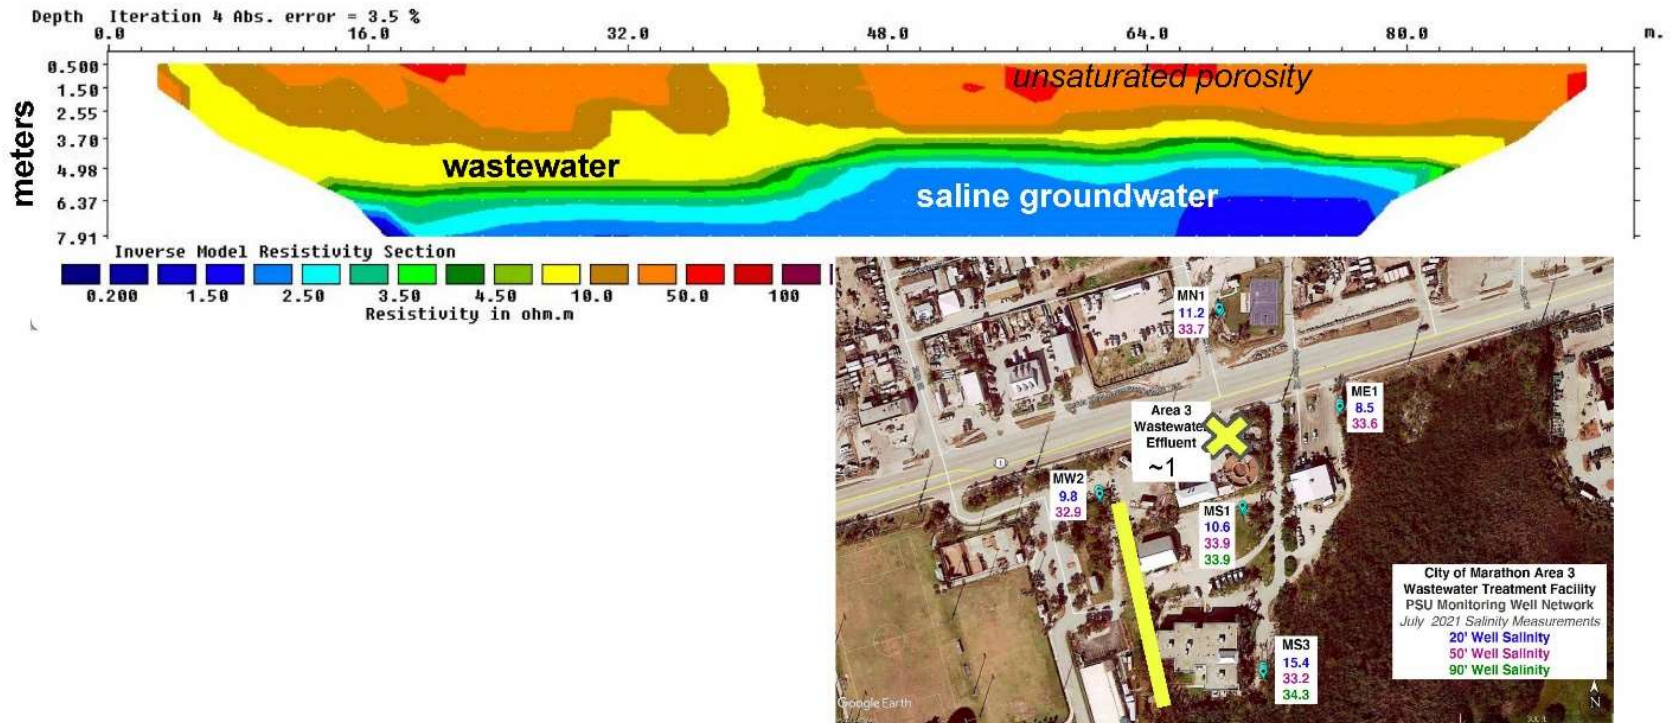 Depth Iteration 4 Abs. error = 3.5 %
0.0 16.0 32.0 48.0 64.0 80.0 m.
meters
0.500
1.50
2.55
3.70
4.98
6.37
7.91
unsaturated porosity
wastewater
saline groundwater
Inverse Model Resistivity Section
0.200 1.50 2.50 3.50 4.50 10.0 50.0 100
Resistivity in ohm.m
MN1
11.2
33.7
ME1
8.5
33.6
Area 3
Wastewater
Effluent
~1
MW2
9.8
32.9
MS1
10.6
33.9
33.9
MS3
15.4
33.2
34.3
City of Marathon Area 3
Wastewater Treatment Facility
PSU Monitoring Well Network
July 2021 Salinity Measurements
20' Well Salinity
50' Well Salinity
90' Well Salinity
1
Google Earth
N